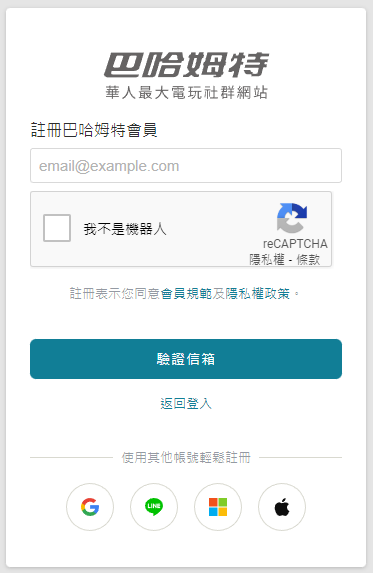 巴哈姆特
華人最大電玩社群網站
註冊巴哈姆特會員
email@example.com
我不是機器人
reCAPTCHA
隱私權 - 條款
註冊表示您同意會員規範及隱私權政策。
驗證信箱
返回登入
使用其他帳號輕鬆註冊
LINE